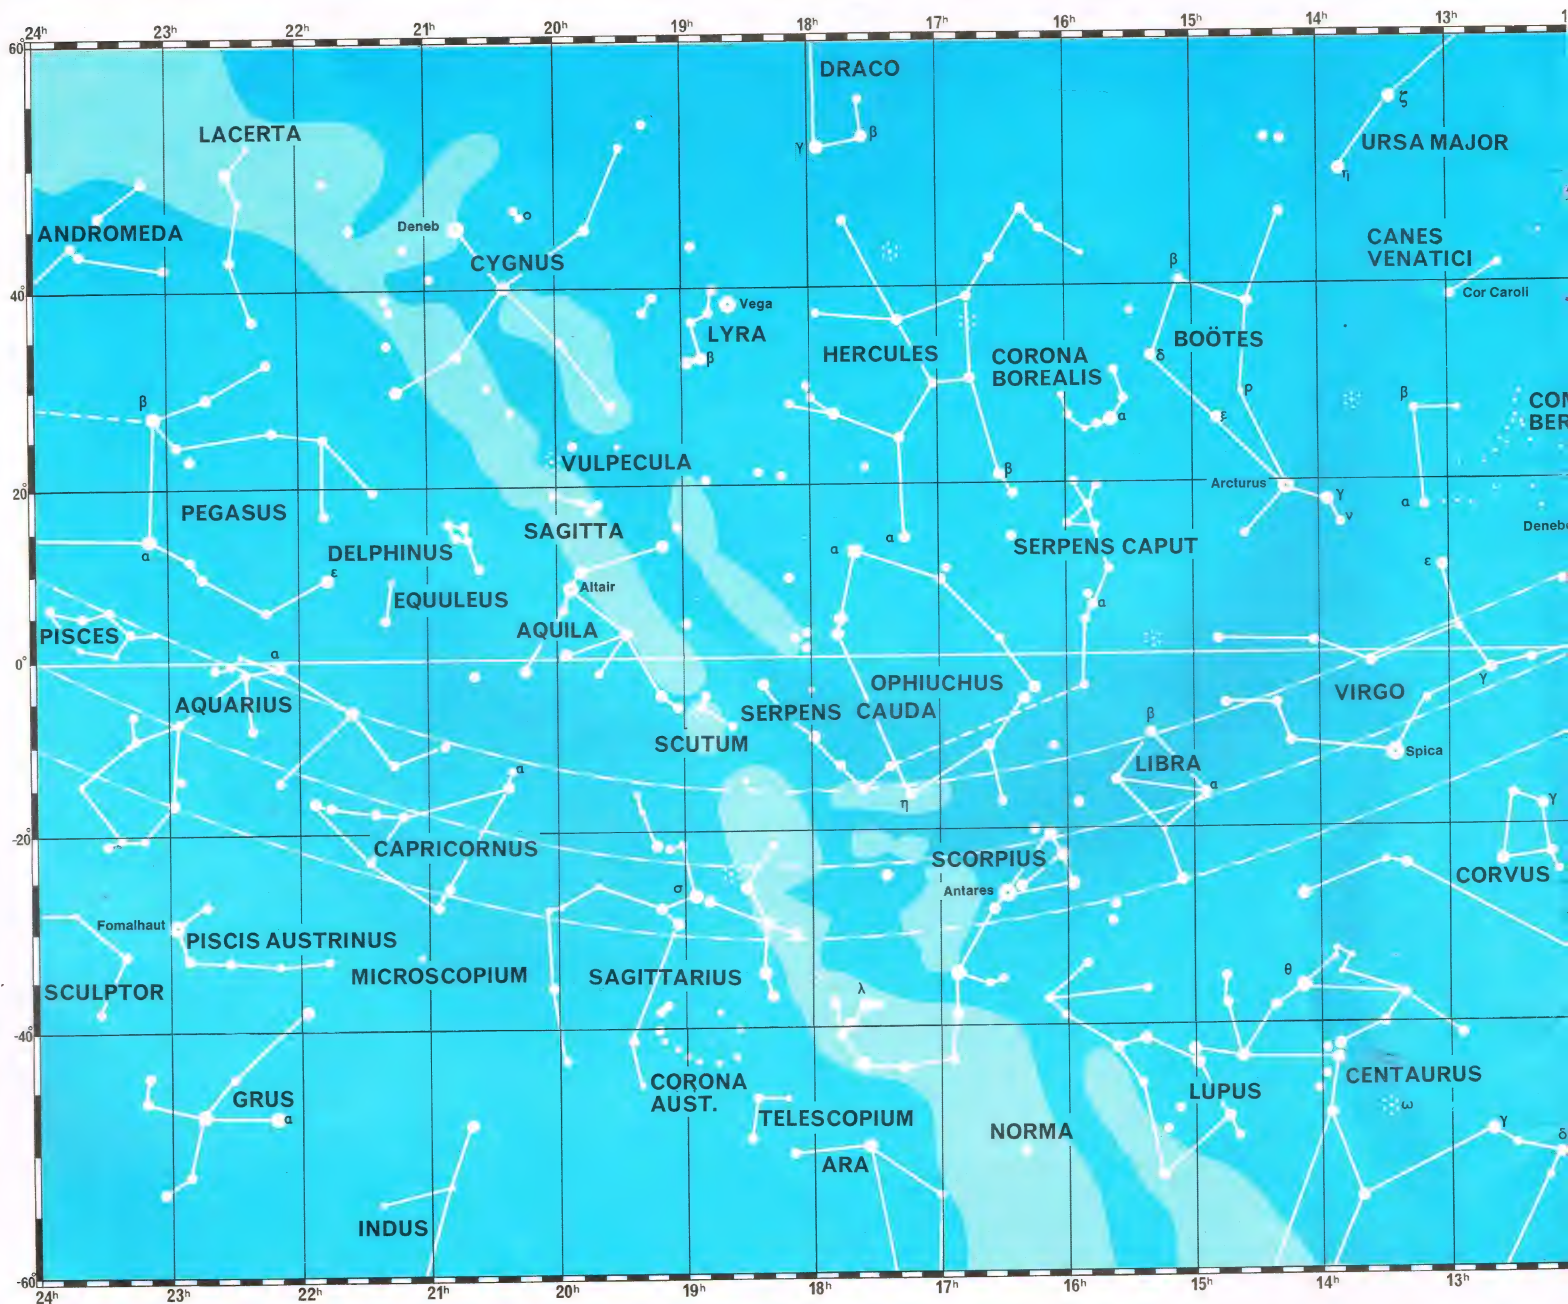 24h 23h 22h 21h 20h 19h 18h 17h 16h 15h 14h 13h
60°
DRACO
ζ
LACERTA
URSA MAJOR
γ β
η
ANDROMEDA
Deneb
ο
CYGNUS
CANES
VENATICI
β
40°
Vega
Cor Caroli
LYRA
β
HERCULES
CORONA
BOREALIS
BOÖTES
δ
β
α
ε
ρ
β
VULPECULA
β
20°
Arcturus
γ
ν
α
PEGASUS
SAGITTA
DELPHINUS
α
α
SERPENS CAPUT
α
ε
ε
EQUULEUS
Altair
α
PISCES
AQUILA
0°
α
AQUARIUS
OPHIUCHUS
SERPENS CAUDA
VIRGO
γ
β
SCUTUM
LIBRA
Spica
α
α
η
γ
-20°
CAPRICORNUS
SCORPIUS
CORVUS
σ
Antares
Fomalhaut
PISCIS AUSTRINUS
MICROSCOPIUM
SAGITTARIUS
θ
SCULPTOR
λ
-40°
CORONA
AUST.
GRUS
α
LUPUS
CENTAURUS
ω
TELESCOPIUM
NORMA
γ
δ
ARA
INDUS
-60°
24h 23h 22h 21h 20h 19h 18h 17h 16h 15h 14h 13h